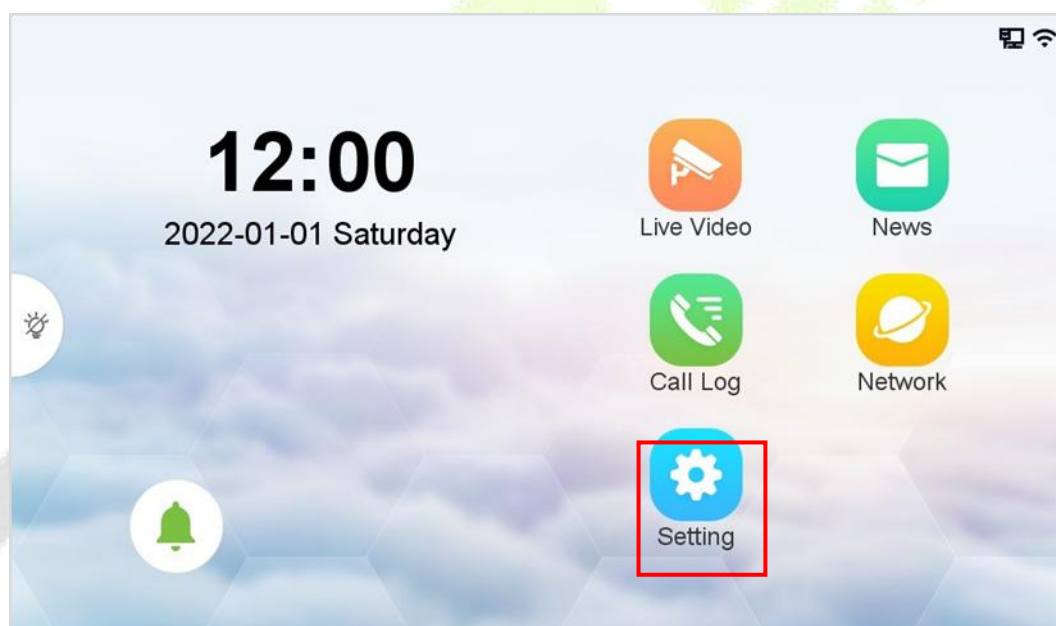 12:00
2022-01-01 Saturday
Live Video
News
Call Log
Network
Setting